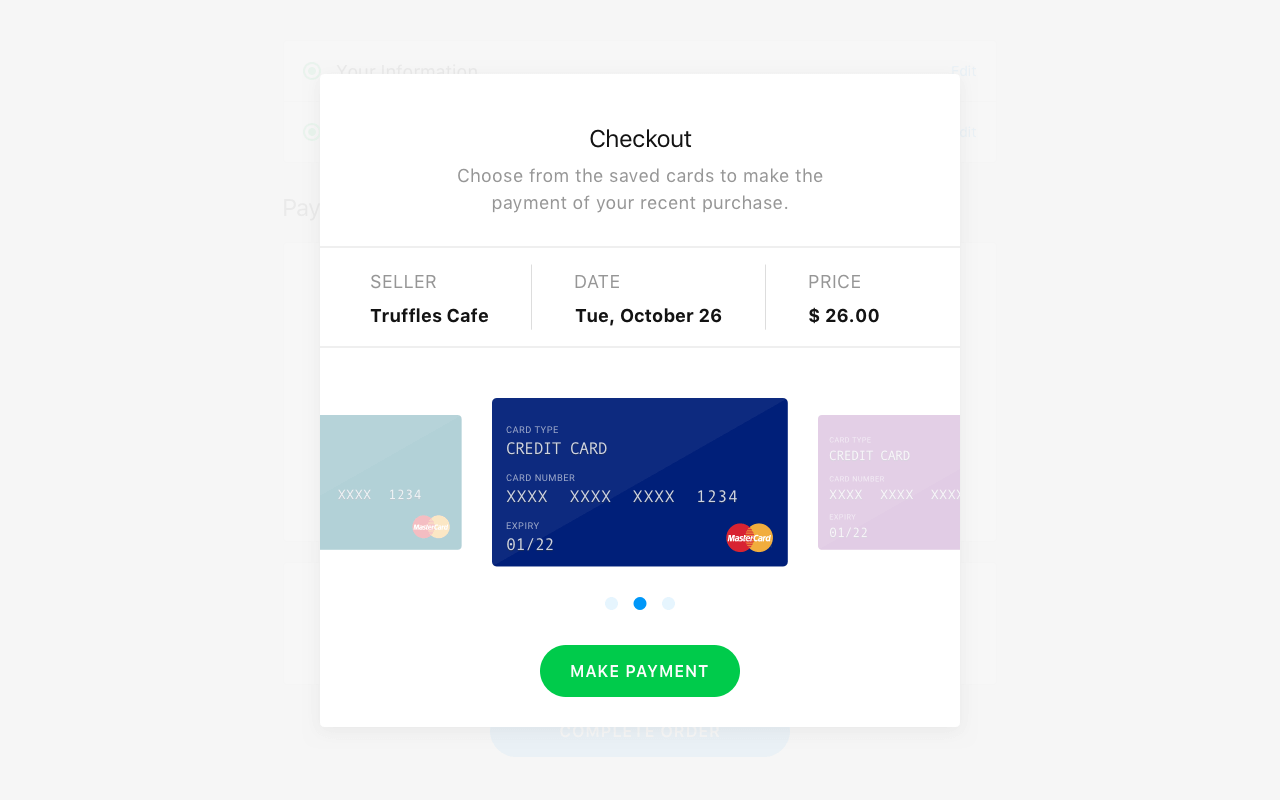 Your Information
Edit
Pay
Checkout
Choose from the saved cards to make the
payment of your recent purchase.
SELLER
DATE
PRICE
Truffles Cafe
Tue, October 26
$ 26.00
XXXX 1234
MasterCard
CARD TYPE
CREDIT CARD
CARD NUMBER
XXXX XXXX XXXX 1234
EXPIRY
01/22
MasterCard
CARD TYPE
CREDIT CARD
CARD NUMBER
XXXX XXXX XXXX
EXPIRY
01/22
MAKE PAYMENT
COMPLETE ORDER